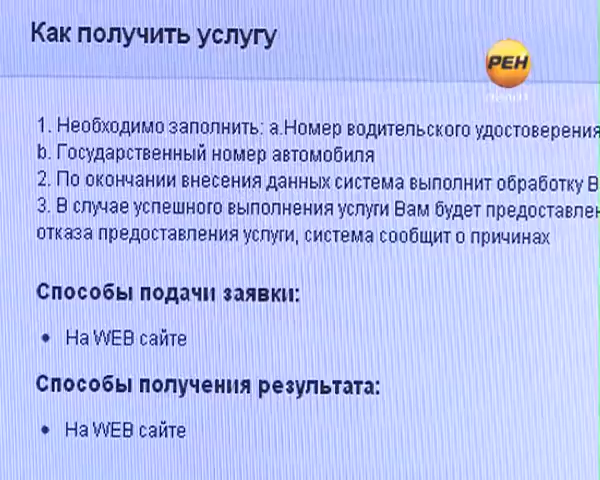 Как получить услугу
РЕН
1. Необходимо заполнить: a.Номер водительского удостоверения
b. Государственный номер автомобиля
2. По окончании внесения данных система выполнит обработку В
3. В случае успешного выполнения услуги Вам будет предоставлен
отказа предоставления услуги, система сообщит о причинах
Способы подачи заявки:
• На WEB сайте
Способы получения результата:
• На WEB сайте